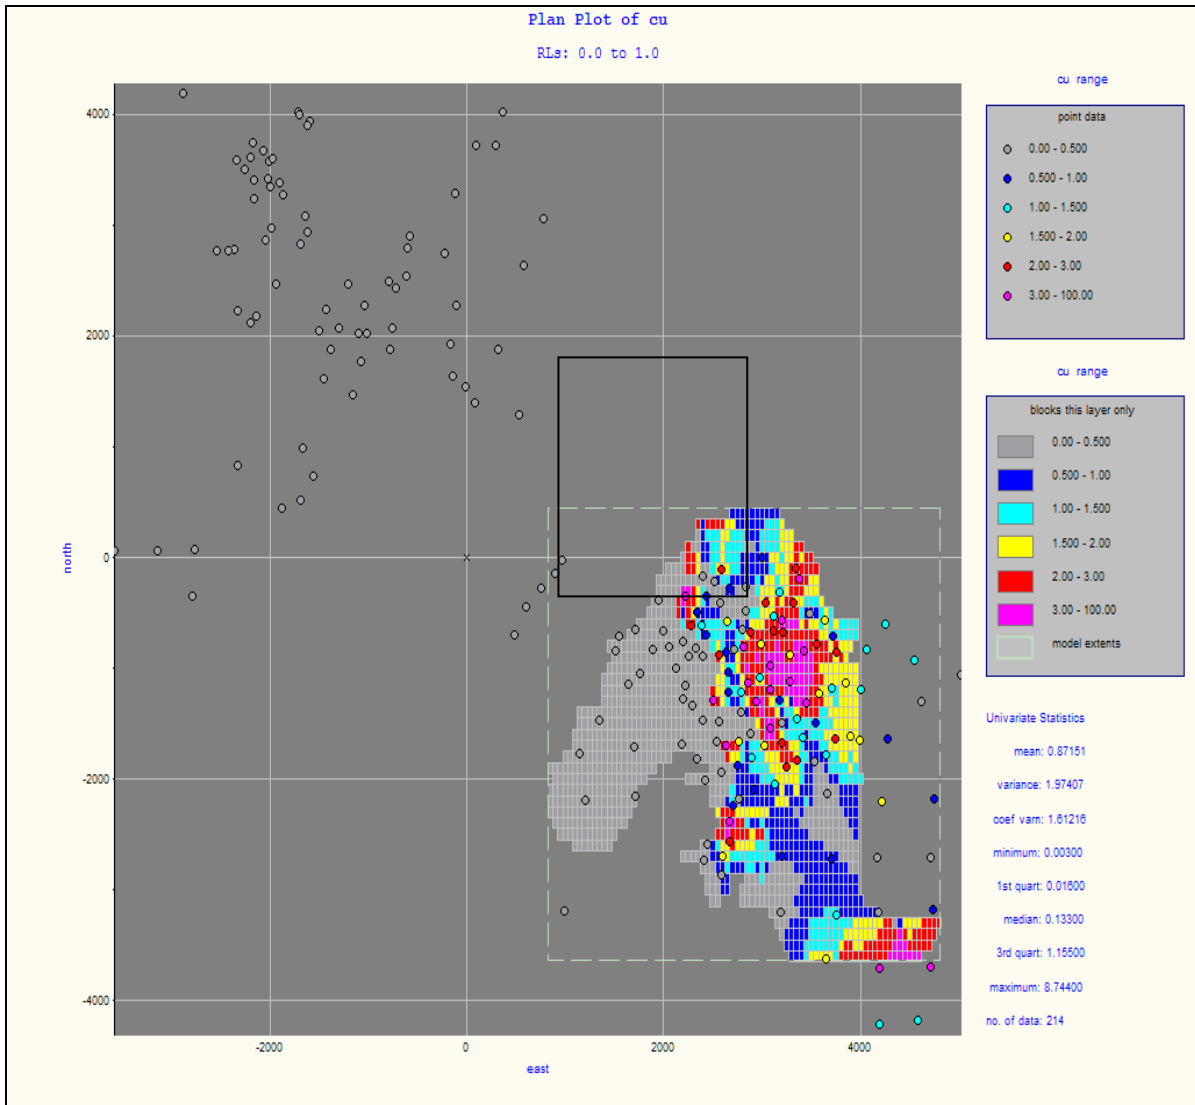 Plan Plot of cu
RLs: 0.0 to 1.0
cu range
point data
0.00 - 0.500
0.500 - 1.00
1.00 - 1.500
1.500 - 2.00
2.00 - 3.00
3.00 - 100.00
cu range
blocks this layer only
0.00 - 0.500
0.500 - 1.00
1.00 - 1.500
1.500 - 2.00
2.00 - 3.00
3.00 - 100.00
model extents
Univariate Statistics
mean: 0.87151
variance: 1.97407
coef varn: 1.61216
minimum: 0.00300
1st quart: 0.01600
median: 0.13300
3rd quart: 1.15500
maximum: 8.74400
no. of data: 214
4000
2000
0
-2000
-4000
north
-2000
0
2000
4000
east